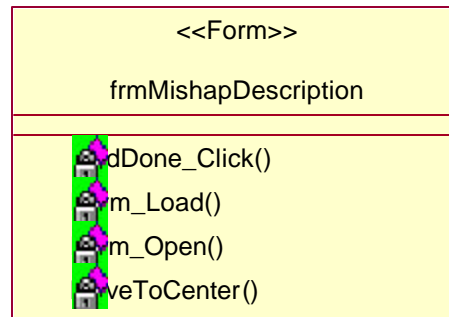 <<Form>>
frmMishapDescription
dDone_Click()
m_Load()
m_Open()
veToCenter()